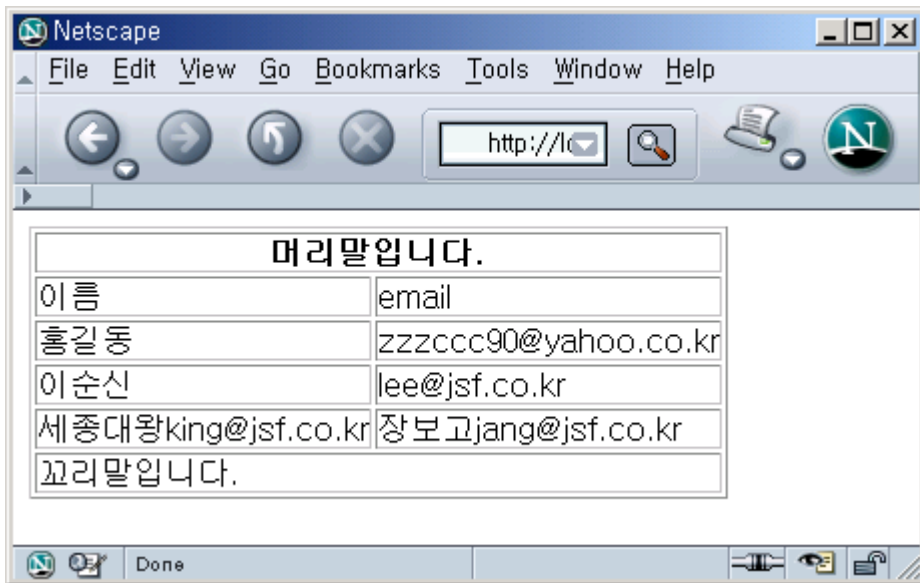 Netscape
File Edit View Go Bookmarks Tools Window Help
http://lo
N
머리말입니다.
이름 email
홍길동 zzzccc90@yahoo.co.kr
이순신 lee@jsf.co.kr
세종대왕king@jsf.co.kr 장보고jang@jsf.co.kr
꼬리말입니다.
Done